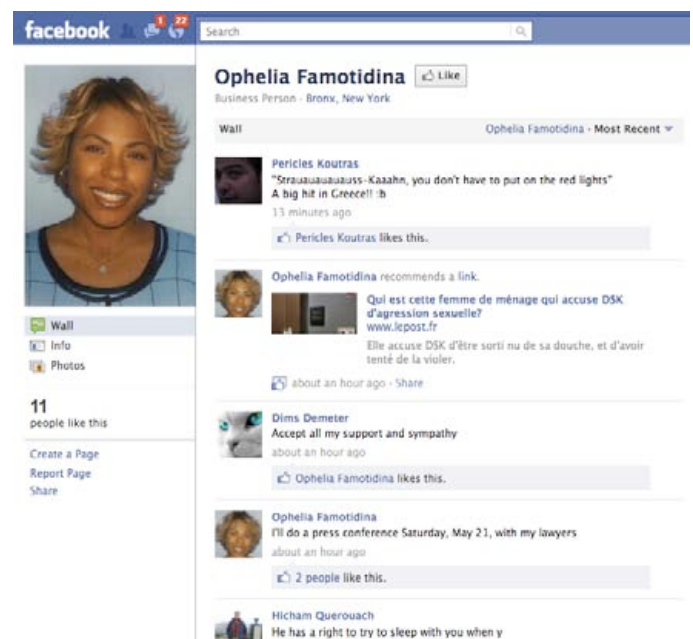 facebook
1
22
Search
Ophelia Famotidina
Like
Business Person · Bronx, New York
Wall
Ophelia Famotidina · Most Recent
Pericles Koutras
"Strauauauauauss-Kaaahn, you don't have to put on the red lights"
A big hit in Greece!! :b
13 minutes ago
Pericles Koutras likes this.
Ophelia Famotidina recommends a link.
Qui est cette femme de ménage qui accuse DSK
d'agression sexuelle?
www.lepost.fr
Elle accuse DSK d'être sorti nu de sa douche, et d'avoir
tenté de la violer.
about an hour ago · Share
Wall
Info
Photos
11
people like this
Create a Page
Report Page
Share
Dims Demeter
Accept all my support and sympathy
about an hour ago
Ophelia Famotidina likes this.
Ophelia Famotidina
I'll do a press conference Saturday, May 21, with my lawyers
about an hour ago
2 people like this.
Hicham Querouach
He has a right to try to sleep with you when y